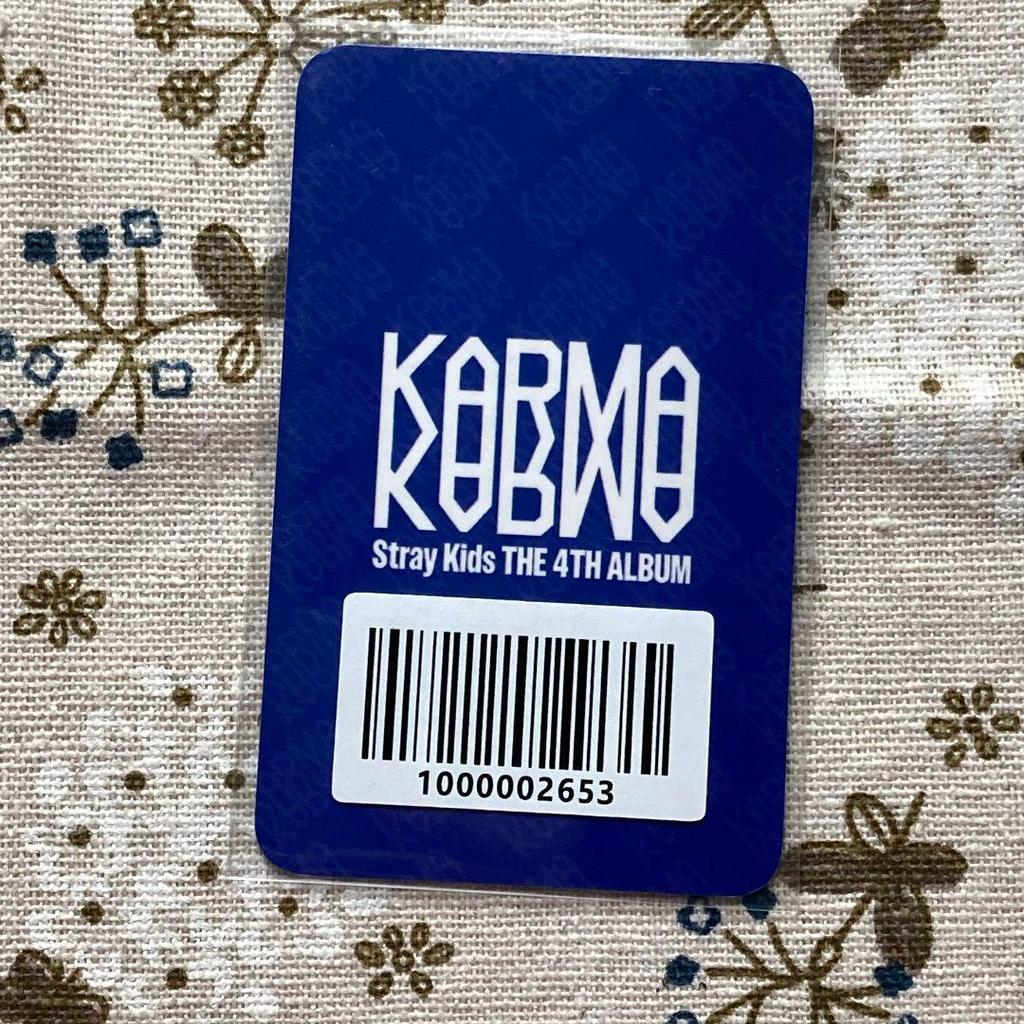 KARMA
Stray Kids THE 4TH ALBUM
1000002653